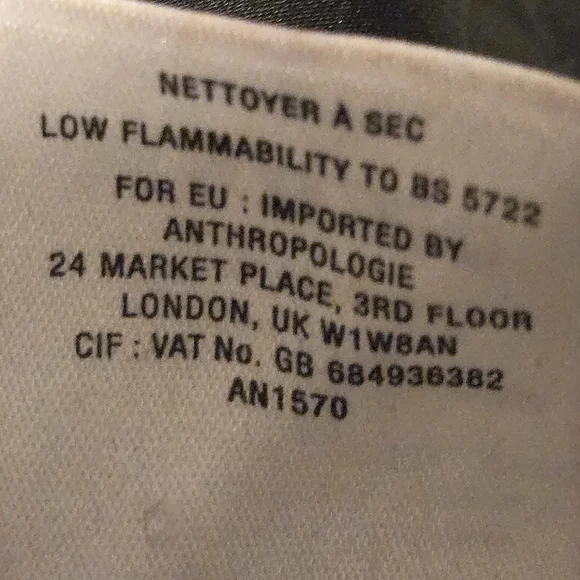 NETTOYER À SEC
LOW FLAMMABILITY TO BS 5722
FOR EU : IMPORTED BY
ANTHROPOLOGIE
24 MARKET PLACE, 3RD FLOOR
LONDON, UK W1W8AN
CIF : VAT No. GB 684936382
AN1570